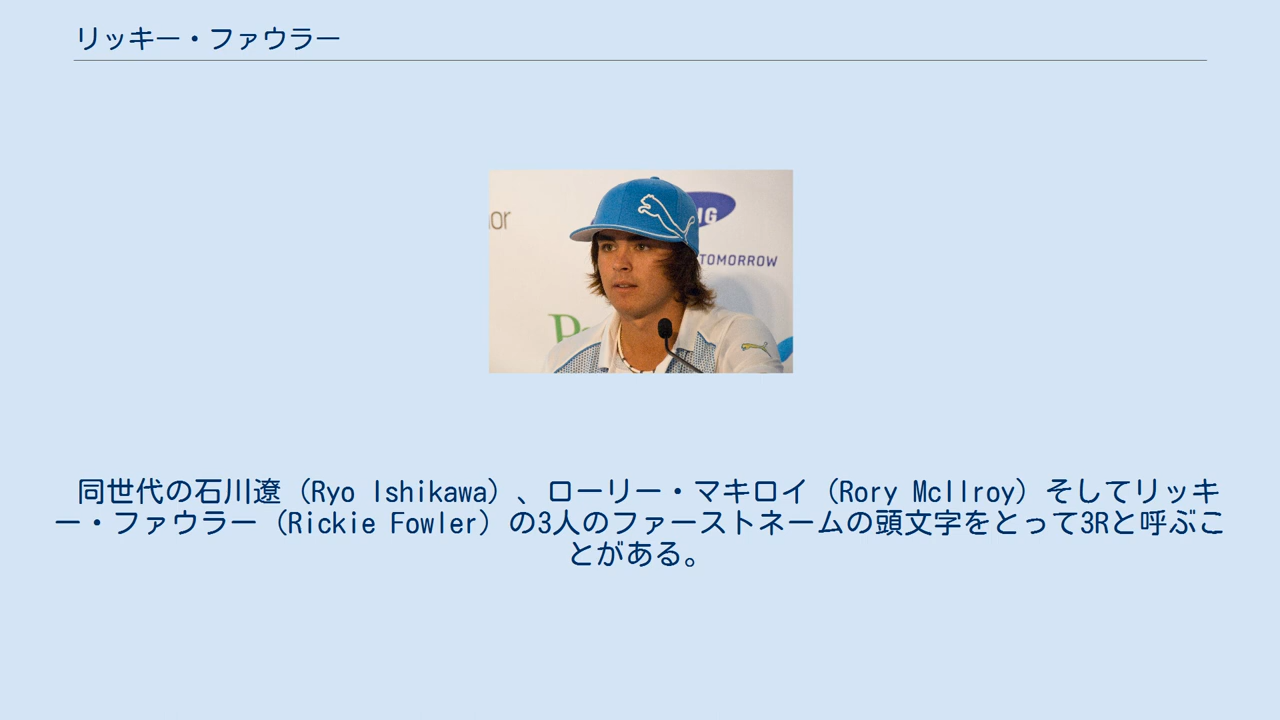 リッキー・ファウラー
or
NG
TOMORROW
P
同世代の石川遼（Ryo Ishikawa）、ローリー・マキロイ（Rory McIlroy）そしてリッキ
ー・ファウラー（Rickie Fowler）の3人のファーストネームの頭文字をとって3Rと呼ぶこ
とがある。